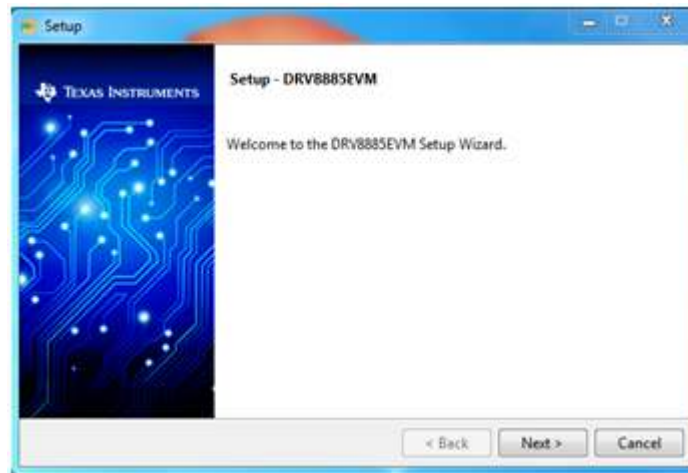 Setup
TEXAS INSTRUMENTS
Setup - DRV8885EVM
Welcome to the DRV8885EVM Setup Wizard.
< Back
Next >
Cancel